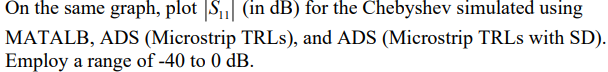 On the same graph, plot |S₁₁| (in dB) for the Chebyshev simulated using
MATALB, ADS (Microstrip TRLs), and ADS (Microstrip TRLs with SD).
Employ a range of -40 to 0 dB.